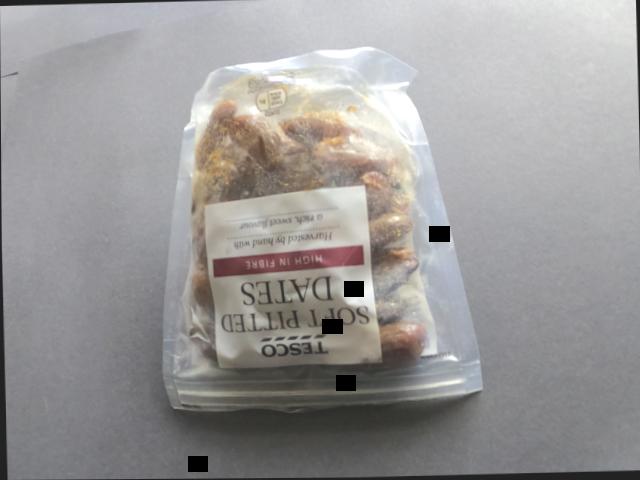 TESCO
SOFT PITTED
DATES
HIGH IN FIBRE
Harvested by hand with
a rich, sweet flavour